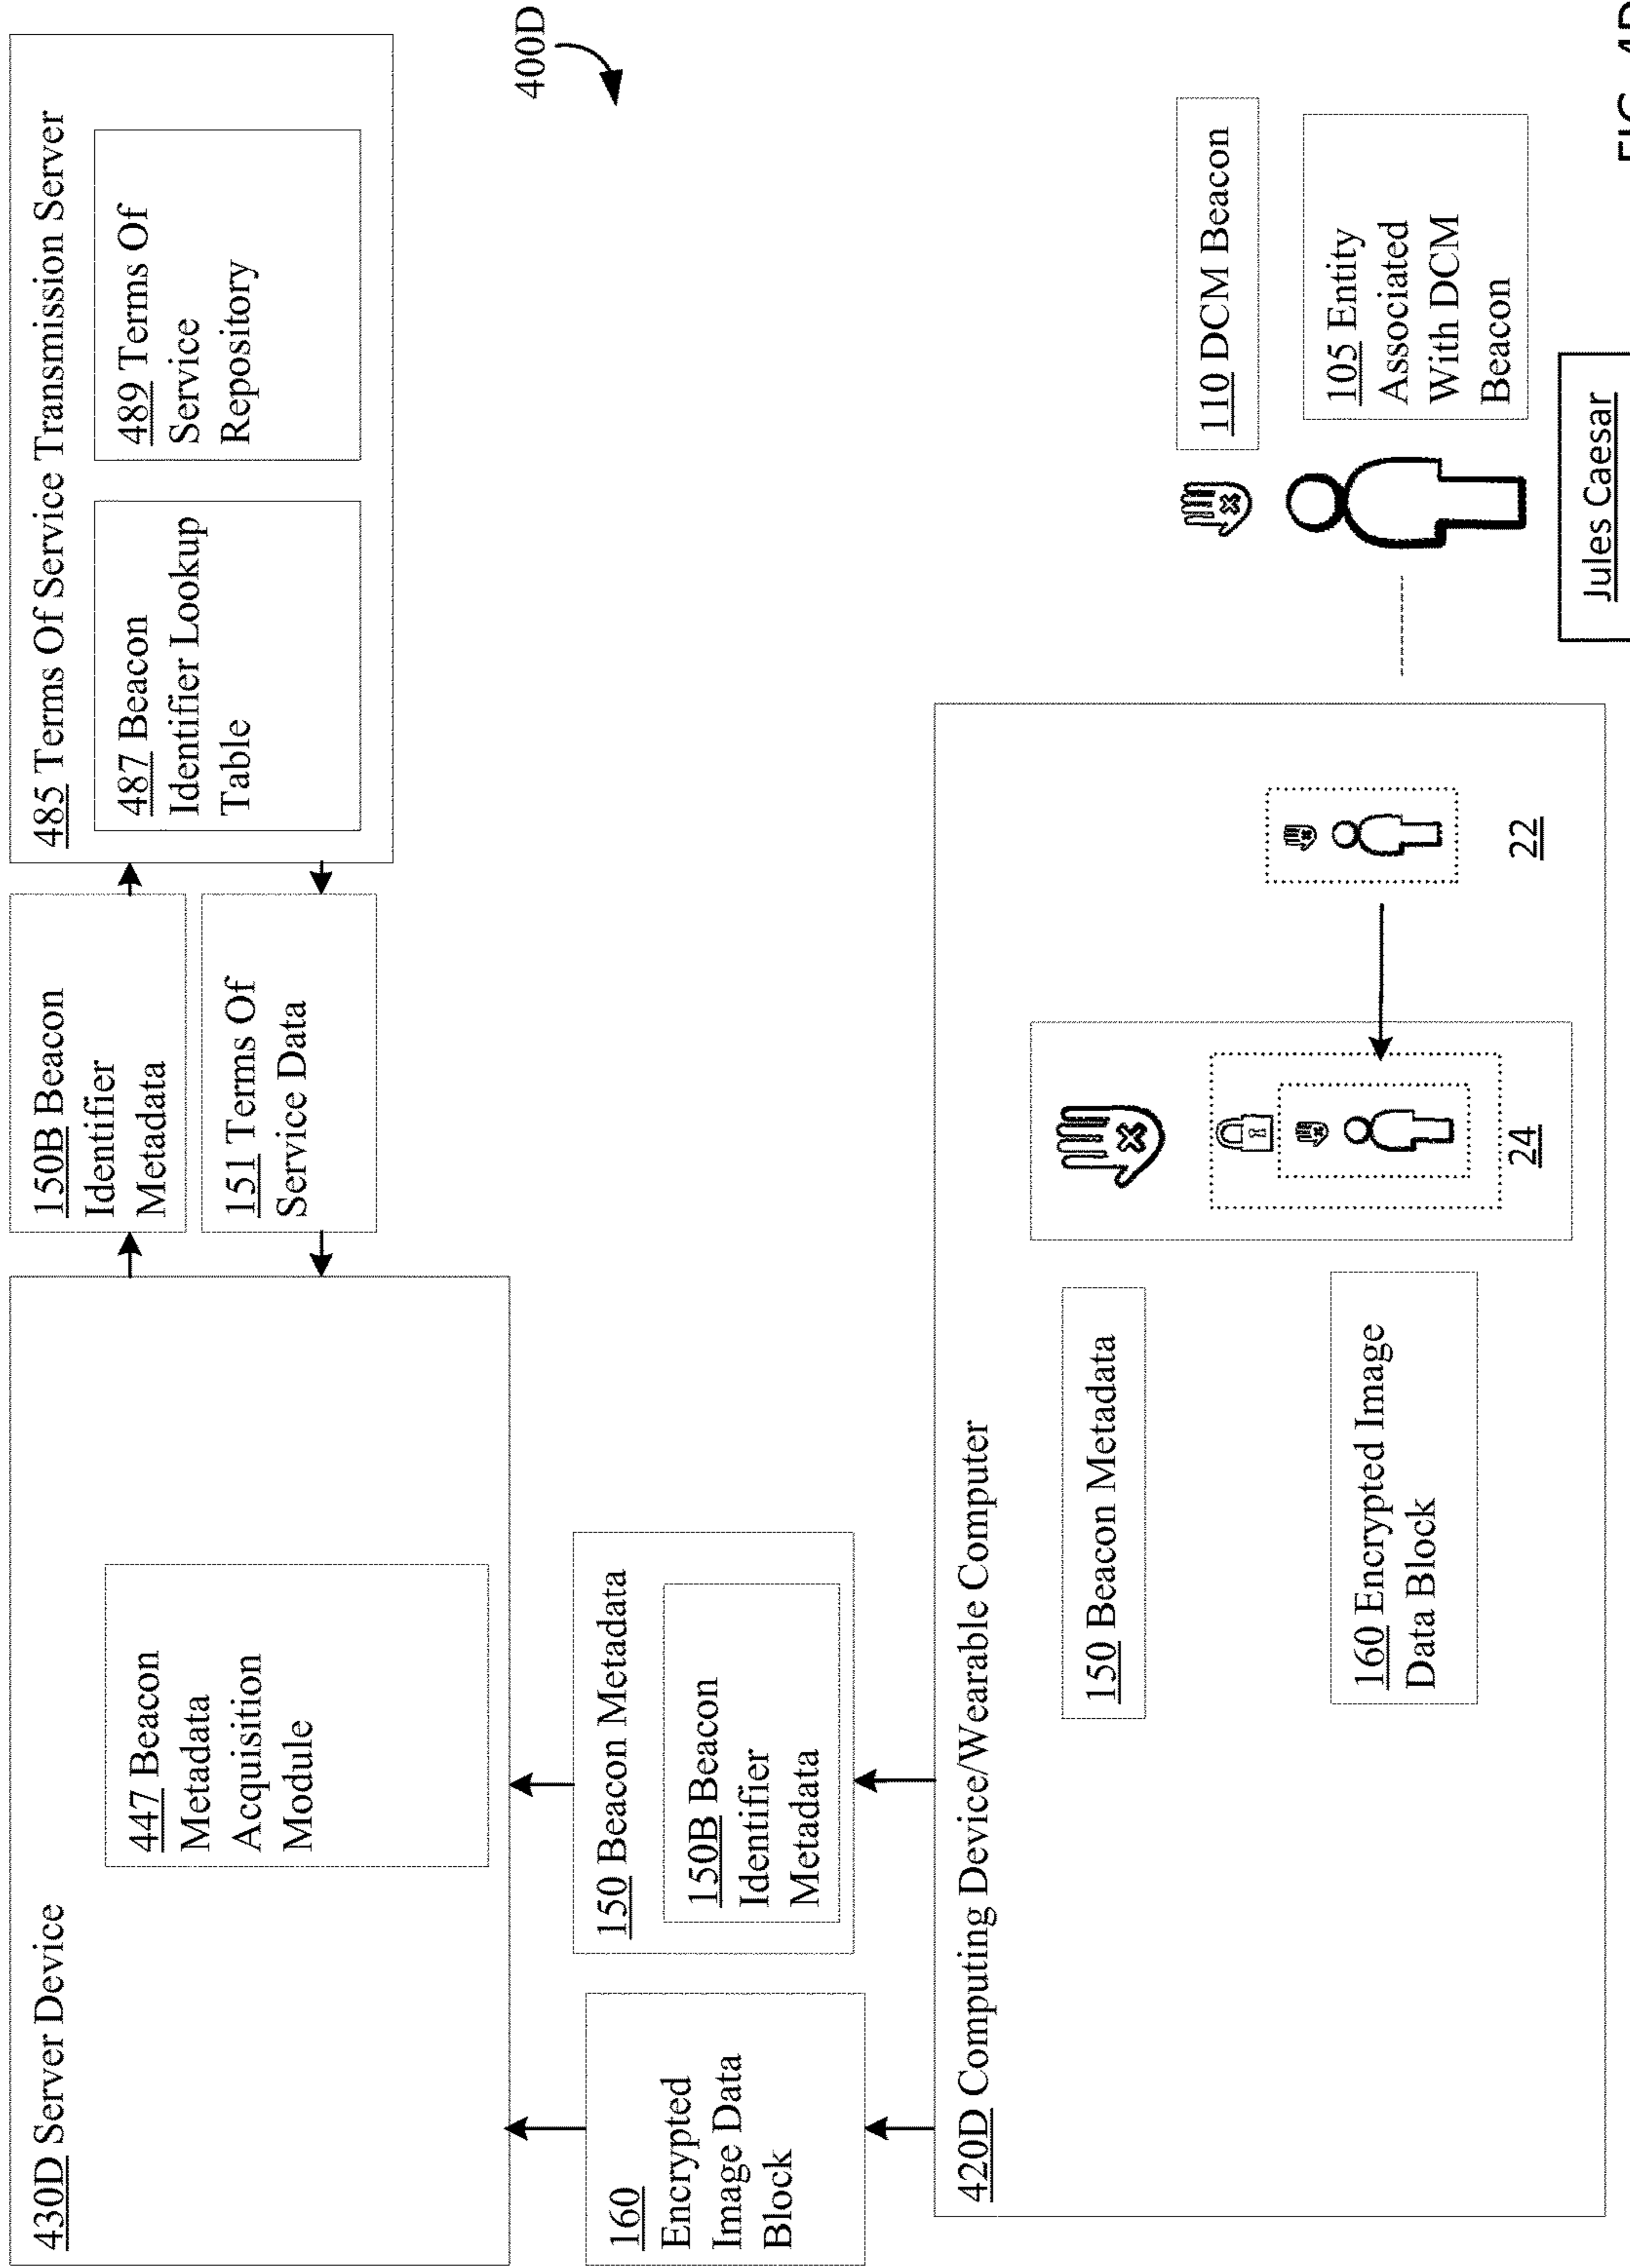 430D Server Device
447 Beacon
Metadata
Acquisition
Module
150B Beacon
Identifier
Metadata
151 Terms Of
Service Data
485 Terms Of Service Transmission Server
487 Beacon
Identifier Lookup
Table
489 Terms Of
Service
Repository
400D
160
Encrypted
Image Data
Block
150 Beacon Metadata
150B Beacon
Identifier
Metadata
420D Computing Device/Wearable Computer
150 Beacon Metadata
160 Encrypted Image
Data Block
24
22
110 DCM Beacon
105 Entity
Associated
With DCM
Beacon
Jules Caesar
FIG. 4D